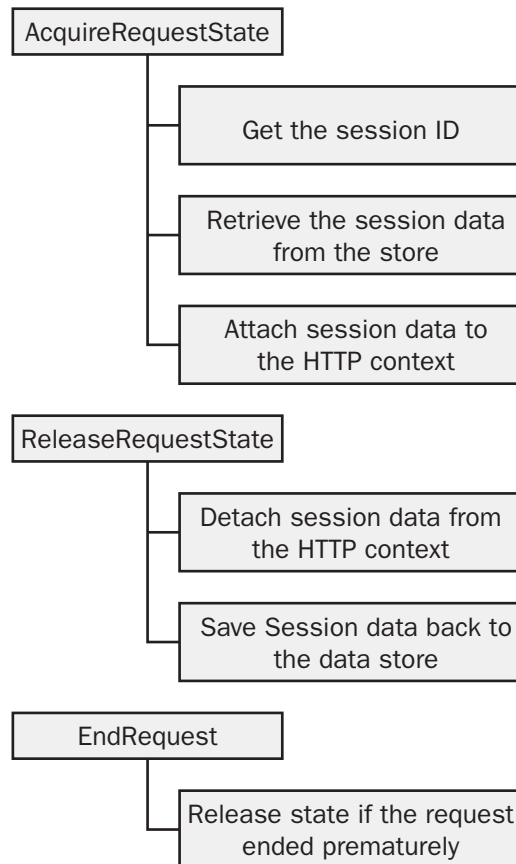 AcquireRequestState
Get the session ID
Retrieve the session data
from the store
Attach session data to
the HTTP context
ReleaseRequestState
Detach session data from
the HTTP context
Save Session data back to
the data store
EndRequest
Release state if the request
ended prematurely